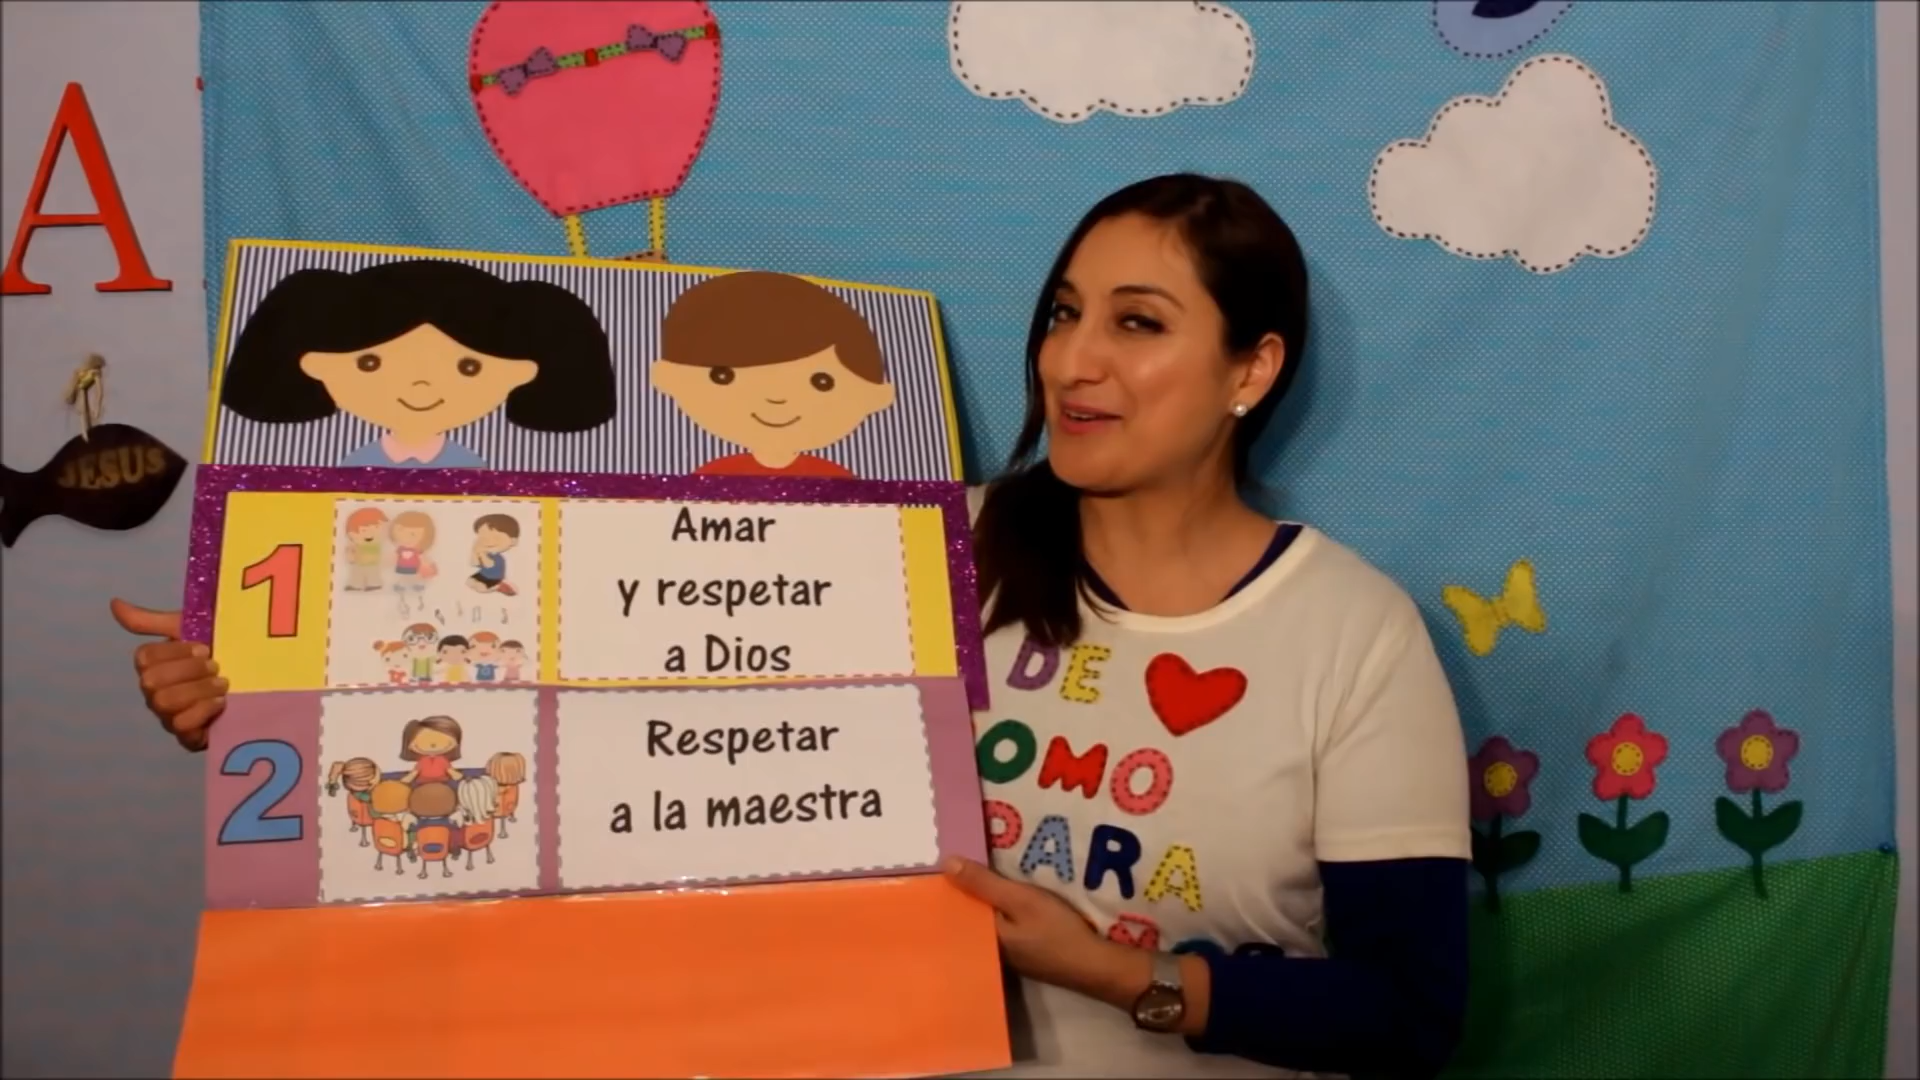 A
JESUS
1
Amar
y respetar
a Dios
2
Respetar
a la maestra
DE
OMO
PARA